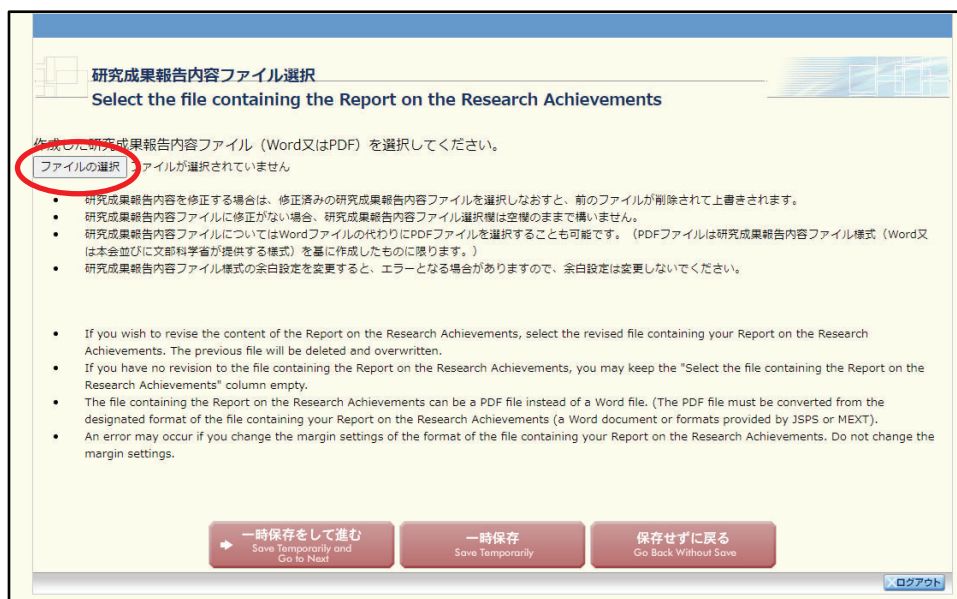 研究成果報告内容ファイル選択
Select the file containing the Report on the Research Achievements
作成した研究成果報告内容ファイル（Word又はPDF）を選択してください。
ファイルの選択 ファイルが選択されていません
• 研究成果報告内容を修正する場合は、修正済みの研究成果報告内容ファイルを選択しなおすと、前のファイルが削除されて上書きされます。
• 研究成果報告内容ファイルに修正がない場合、研究成果報告内容ファイル選択欄は空欄のままで構いません。
• 研究成果報告内容ファイルについてはWordファイルの代わりにPDFファイルを選択することも可能です。（PDFファイルは研究成果報告内容ファイル様式（Word又
は本会並びに文部科学省が提供する様式）を基に作成したものに限ります。）
• 研究成果報告内容ファイル様式の余白設定を変更すると、エラーとなる場合がありますので、余白設定は変更しないでください。
• If you wish to revise the content of the Report on the Research Achievements, select the revised file containing your Report on the Research
Achievements. The previous file will be deleted and overwritten.
• If you have no revision to the file containing the Report on the Research Achievements, you may keep the "Select the file containing the Report on the
Research Achievements" column empty.
• The file containing the Report on the Research Achievements can be a PDF file instead of a Word file. (The PDF file must be converted from the
designated format of the file containing your Report on the Research Achievements (a Word document or formats provided by JSPS or MEXT).
• An error may occur if you change the margin settings of the format of the file containing your Report on the Research Achievements. Do not change the
margin settings.
一時保存をして進む
Save Temporarily and
Go to Next
一時保存
Save Temporarily
保存せずに戻る
Go Back Without Save
ログアウト